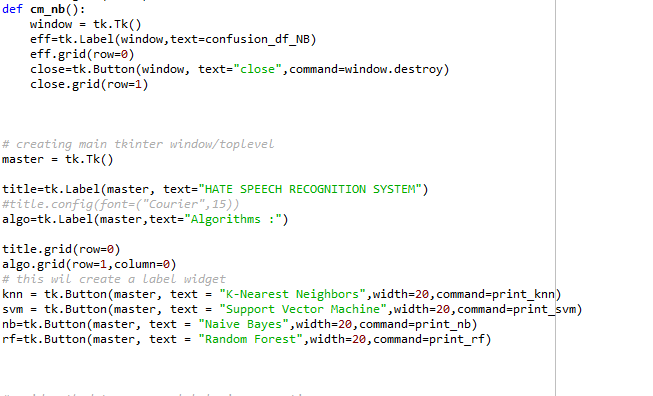 def cm_nb():
    window = tk.Tk()
    eff=tk.Label(window,text=confusion_df_NB)
    eff.grid(row=0)
    close=tk.Button(window, text="close",command=window.destroy)
    close.grid(row=1)
# creating main tkinter window/toplevel
master = tk.Tk()
title=tk.Label(master, text="HATE SPEECH RECOGNITION SYSTEM")
#title.config(font=("Courier",15))
algo=tk.Label(master,text="Algorithms :")
title.grid(row=0)
algo.grid(row=1,column=0)
# this wil create a label widget
knn = tk.Button(master, text = "K-Nearest Neighbors",width=20,command=print_knn)
svm = tk.Button(master, text = "Support Vector Machine",width=20,command=print_svm)
nb=tk.Button(master, text = "Naive Bayes",width=20,command=print_nb)
rf=tk.Button(master, text = "Random Forest",width=20,command=print_rf)